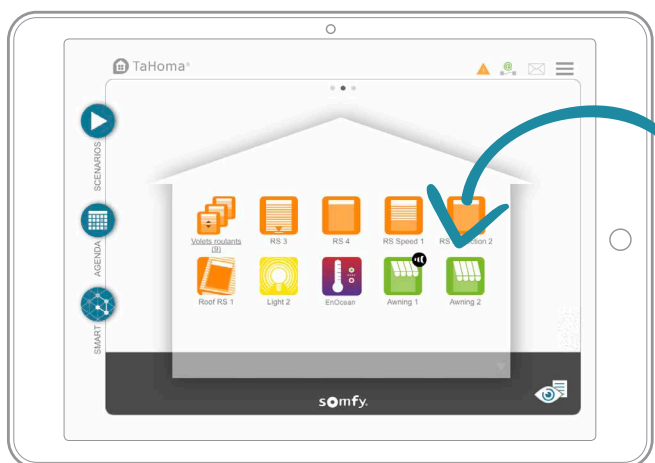 TaHoma®
@
SCENARIOS
AGENDA
SMART
Volets roulants
(9)
RS 3
RS 4
RS Speed 1
2
Roof RS 1
Light 2
EnOcean
Awning 1
Awning 2
somfy.